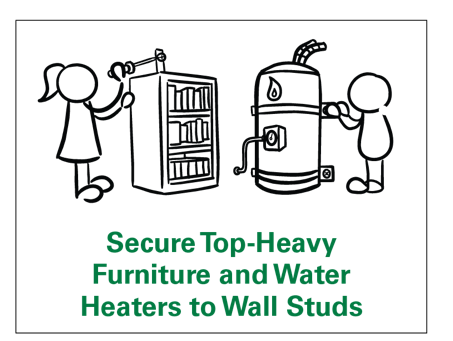 Secure Top-Heavy
Furniture and Water
Heaters to Wall Studs